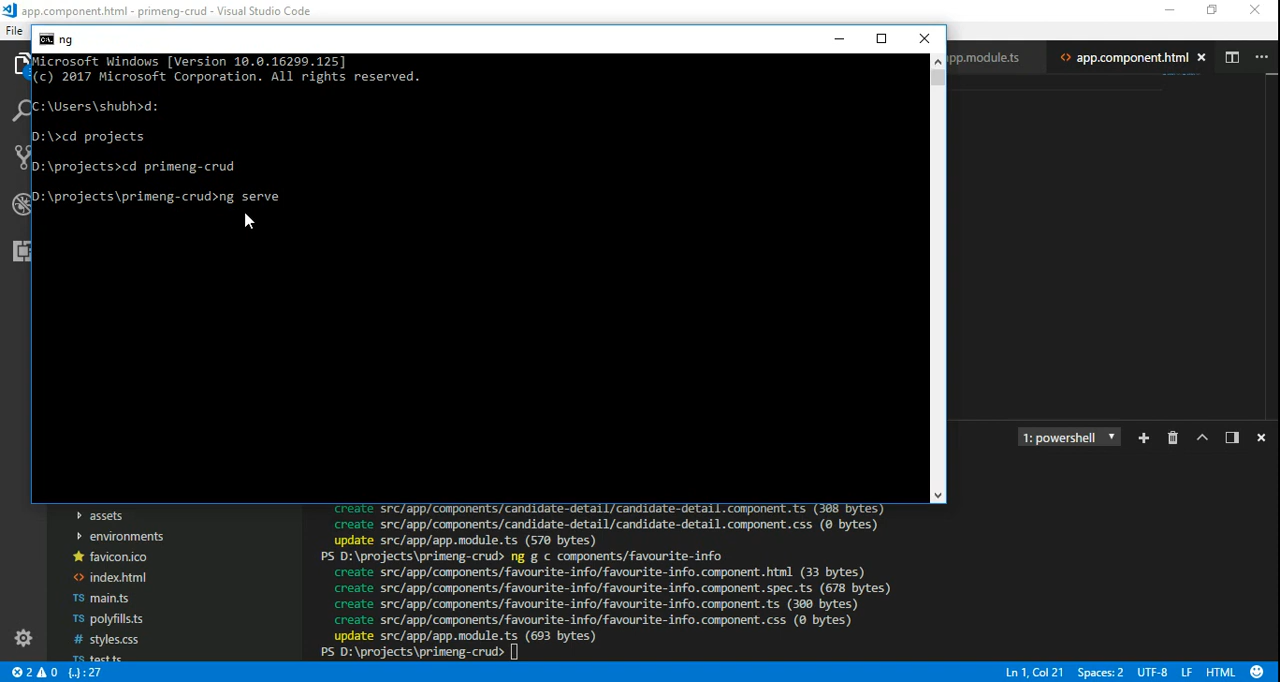 app.component.html - primeng-crud - Visual Studio Code
File
ng
app.module.ts
app.component.html
Microsoft Windows [Version 10.0.16299.125]
(c) 2017 Microsoft Corporation. All rights reserved.
C:\Users\shubh>d:
D:\>cd projects
D:\projects>cd primeng-crud
D:\projects\primeng-crud>ng serve
1: powershell
create src/app/components/candidate-detail/candidate-detail.component.ts (308 bytes)
create src/app/components/candidate-detail/candidate-detail.component.css (0 bytes)
update src/app/app.module.ts (570 bytes)
PS D:\projects\primeng-crud> ng g c components/favourite-info
create src/app/components/favourite-info/favourite-info.component.html (33 bytes)
create src/app/components/favourite-info/favourite-info.component.spec.ts (678 bytes)
create src/app/components/favourite-info/favourite-info.component.ts (300 bytes)
create src/app/components/favourite-info/favourite-info.component.css (0 bytes)
update src/app/app.module.ts (693 bytes)
PS D:\projects\primeng-crud>
assets
environments
favicon.ico
index.html
TS main.ts
TS polyfills.ts
# styles.css
TS test.ts
2 0 {..} : 27
Ln 1, Col 21 Spaces: 2 UTF-8 LF HTML